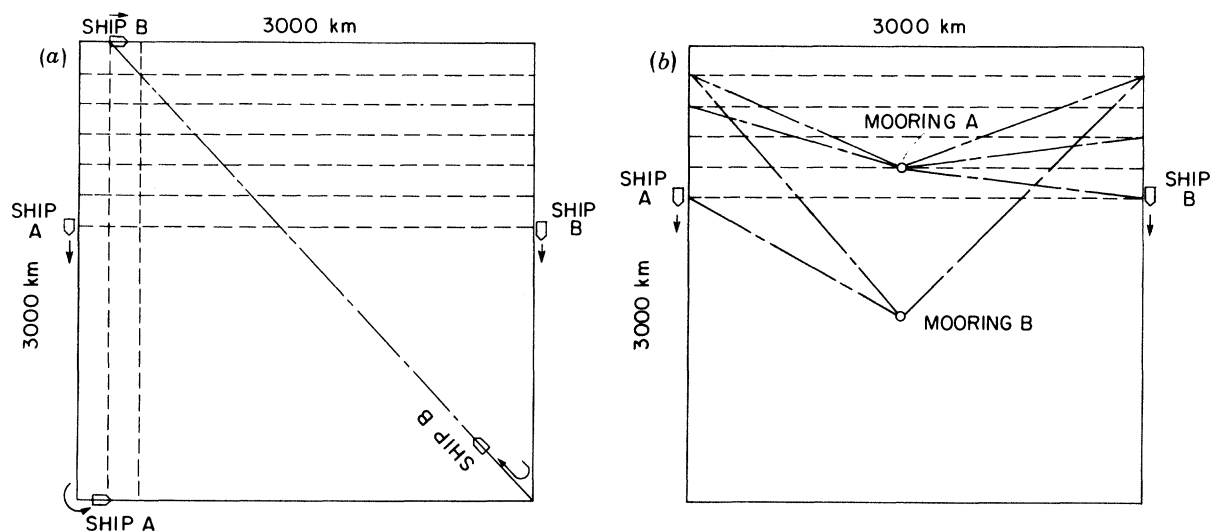 (a)
SHIP B
3000 km
SHIP
A
SHIP
B
3000 km
SHIP B
SHIP A
(b)
3000 km
MOORING A
SHIP
A
SHIP
B
3000 km
MOORING B